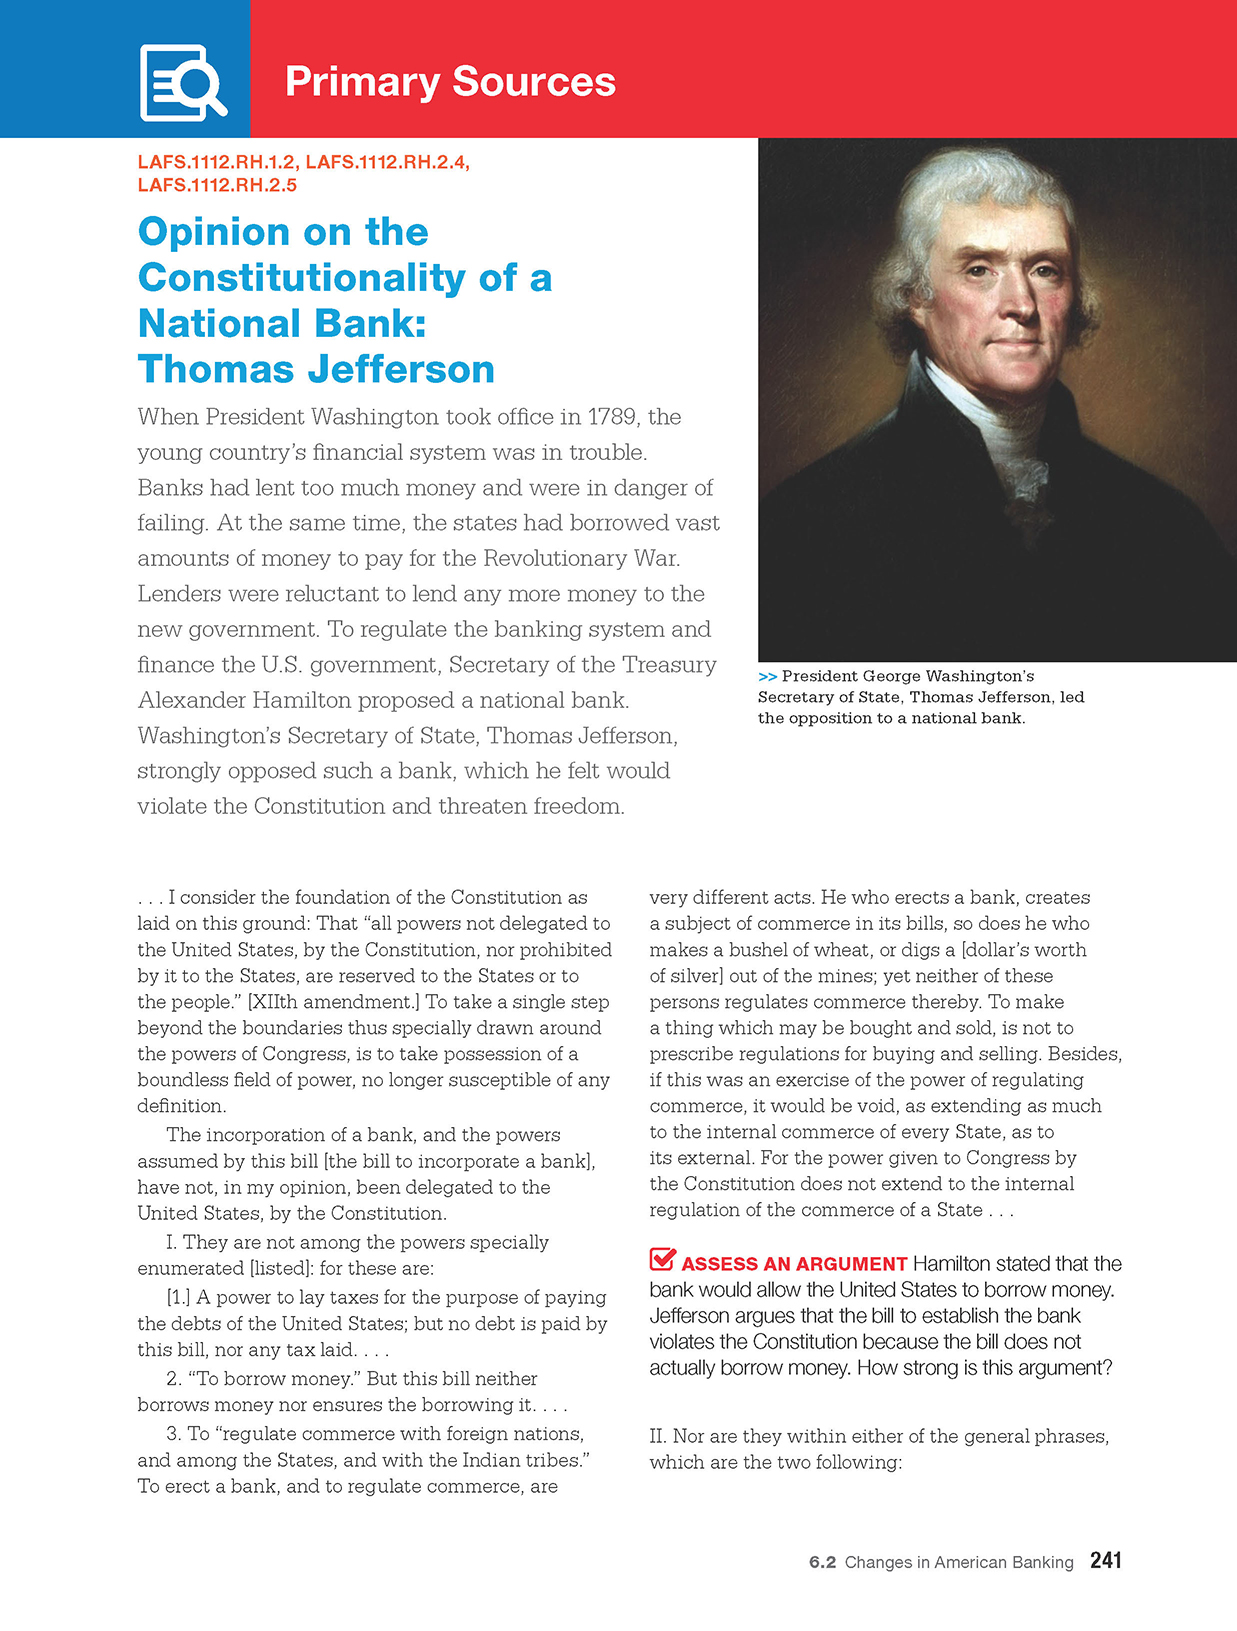 Primary Sources
LAFS.1112.RH.1.2, LAFS.1112.RH.2.4,
LAFS.1112.RH.2.5
Opinion on the
Constitutionality of a
National Bank:
Thomas Jefferson
When President Washington took office in 1789, the
young country’s financial system was in trouble.
Banks had lent too much money and were in danger of
failing. At the same time, the states had borrowed vast
amounts of money to pay for the Revolutionary War.
Lenders were reluctant to lend any more money to the
new government. To regulate the banking system and
finance the U.S. government, Secretary of the Treasury
Alexander Hamilton proposed a national bank.
Washington’s Secretary of State, Thomas Jefferson,
strongly opposed such a bank, which he felt would
violate the Constitution and threaten freedom.
>> President George Washington’s
Secretary of State, Thomas Jefferson, led
the opposition to a national bank.
. . . I consider the foundation of the Constitution as
laid on this ground: That “all powers not delegated to
the United States, by the Constitution, nor prohibited
by it to the States, are reserved to the States or to
the people.” [XIIth amendment.] To take a single step
beyond the boundaries thus specially drawn around
the powers of Congress, is to take possession of a
boundless field of power, no longer susceptible of any
definition.
The incorporation of a bank, and the powers
assumed by this bill [the bill to incorporate a bank],
have not, in my opinion, been delegated to the
United States, by the Constitution.
I. They are not among the powers specially
enumerated [listed]: for these are:
[1.] A power to lay taxes for the purpose of paying
the debts of the United States; but no debt is paid by
this bill, nor any tax laid. . . .
2. “To borrow money.” But this bill neither
borrows money nor ensures the borrowing it. . . .
3. To “regulate commerce with foreign nations,
and among the States, and with the Indian tribes.”
To erect a bank, and to regulate commerce, are
very different acts. He who erects a bank, creates
a subject of commerce in its bills, so does he who
makes a bushel of wheat, or digs a [dollar’s worth
of silver] out of the mines; yet neither of these
persons regulates commerce thereby. To make
a thing which may be bought and sold, is not to
prescribe regulations for buying and selling. Besides,
if this was an exercise of the power of regulating
commerce, it would be void, as extending as much
to the internal commerce of every State, as to
its external. For the power given to Congress by
the Constitution does not extend to the internal
regulation of the commerce of a State . . .
ASSESS AN ARGUMENT Hamilton stated that the
bank would allow the United States to borrow money.
Jefferson argues that the bill to establish the bank
violates the Constitution because the bill does not
actually borrow money. How strong is this argument?
II. Nor are they within either of the general phrases,
which are the two following:
6.2 Changes in American Banking 241